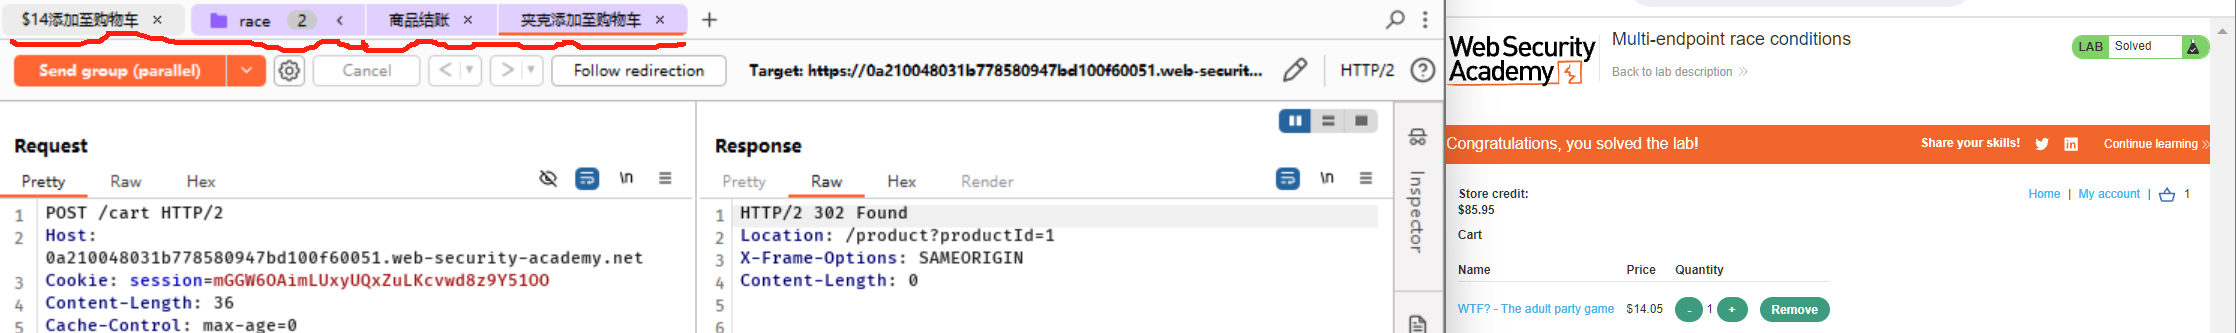 $14添加至购物车 ×
race 2 <
商品结账 ×
夹克添加至购物车 ×
+
Send group (parallel)
Cancel
<
>
Follow redirection
Target: https://0a210048031b778580947bd100f60051.web-securit...
HTTP/2
?
Request
Pretty Raw Hex
\n
1 POST /cart HTTP/2
2 Host:
0a210048031b778580947bd100f60051.web-security-academy.net
3 Cookie: session=mGGW6OAimLUxyUQxZuLKcvwd8z9Y51OO
4 Content-Length: 36
5 Cache-Control: max-age=0
Response
Pretty Raw Hex Render
\n
1 HTTP/2 302 Found
2 Location: /product?productId=1
3 X-Frame-Options: SAMEORIGIN
4 Content-Length: 0
5
6
Inspector
Web Security
Academy
Multi-endpoint race conditions
Back to lab description »
LAB Solved
Congratulations, you solved the lab!
Share your skills!
Continue learning »
Store credit:
$85.95
Home | My account | 1
Cart
Name Price Quantity
WTF? - The adult party game $14.05 - 1 + Remove